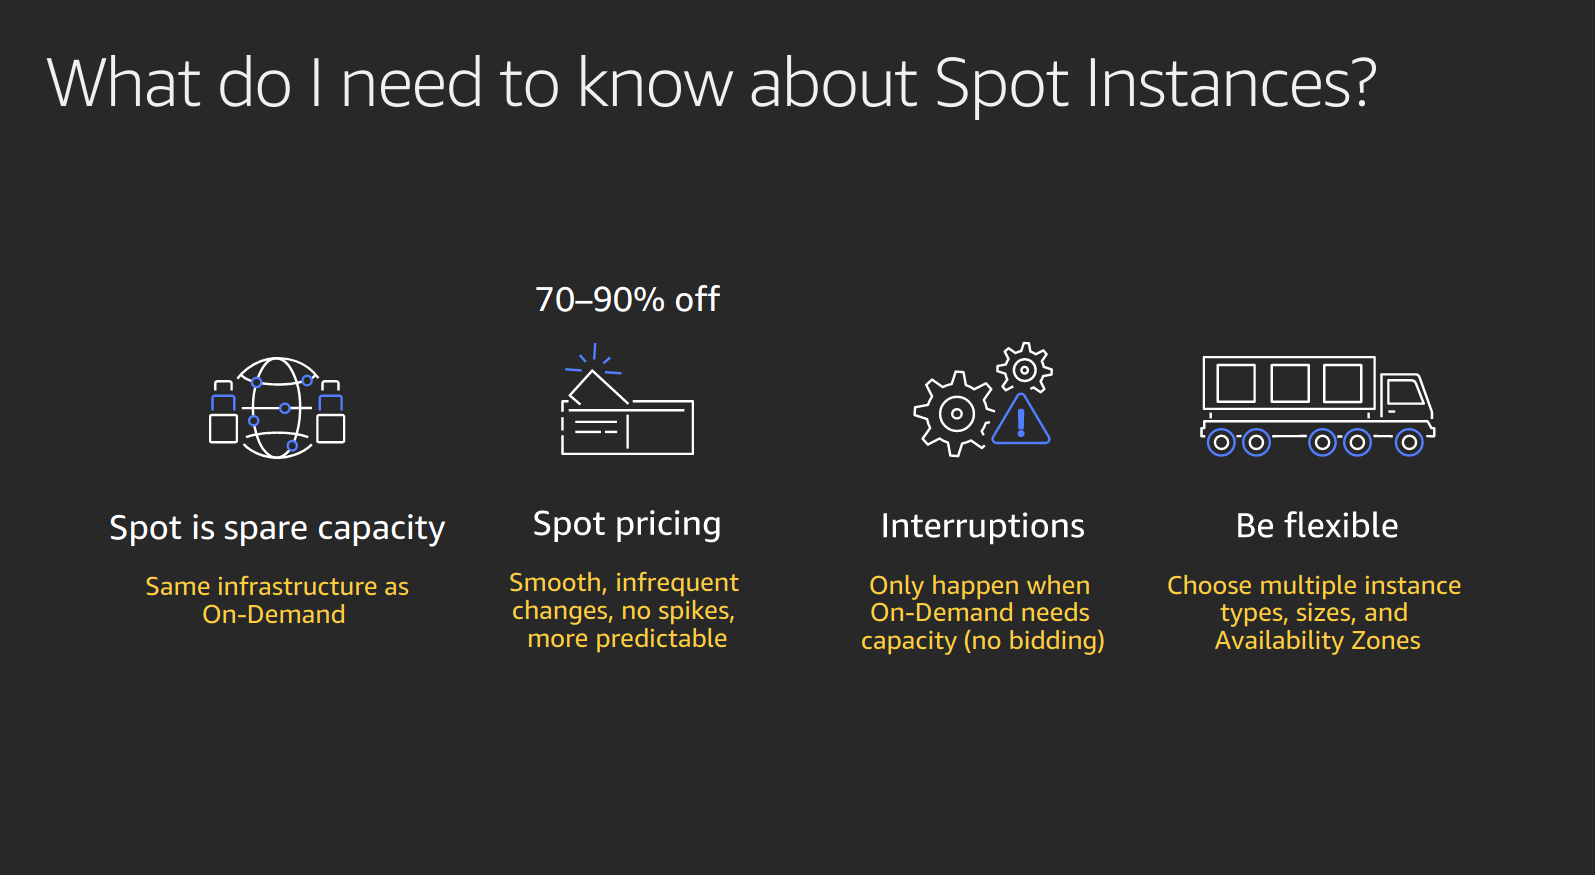 What do I need to know about Spot Instances?
70–90% off
Spot is spare capacity
Same infrastructure as
On-Demand
Spot pricing
Smooth, infrequent
changes, no spikes,
more predictable
Interruptions
Only happen when
On-Demand needs
capacity (no bidding)
Be flexible
Choose multiple instance
types, sizes, and
Availability Zones